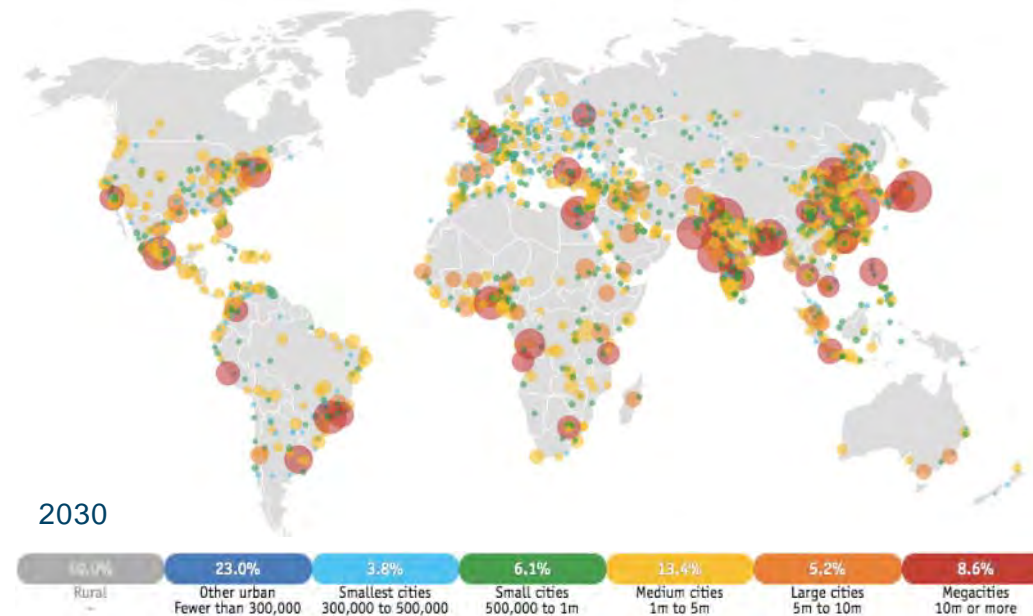 2030
23.0%
3.8%
6.1%
13.4%
5.2%
8.6%
Rural
Other urban
Fewer than 300,000
Smallest cities
300,000 to 500,000
Small cities
500,000 to 1m
Medium cities
1m to 5m
Large cities
5m to 10m
Megacities
10m or more